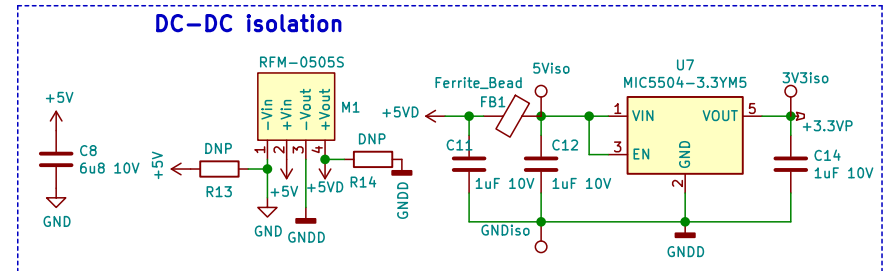 DC-DC isolation
RFM-0505S
-Vin
+Vin
-Vout
+Vout
M1
1
2
3
4
+5V
C8
6u8 10V
GND
+5V
DNP
R13
+5V
GND
GNDD
+5VD
DNP
R14
GNDD
+5VD
Ferrite_Bead
FB1
5Viso
C11
1uF 10V
C12
1uF 10V
GNDiso
U7
MIC5504-3.3YM5
1
VIN
VOUT
5
3
EN
GND
2
GNDD
3V3iso
+3.3VP
C14
1uF 10V